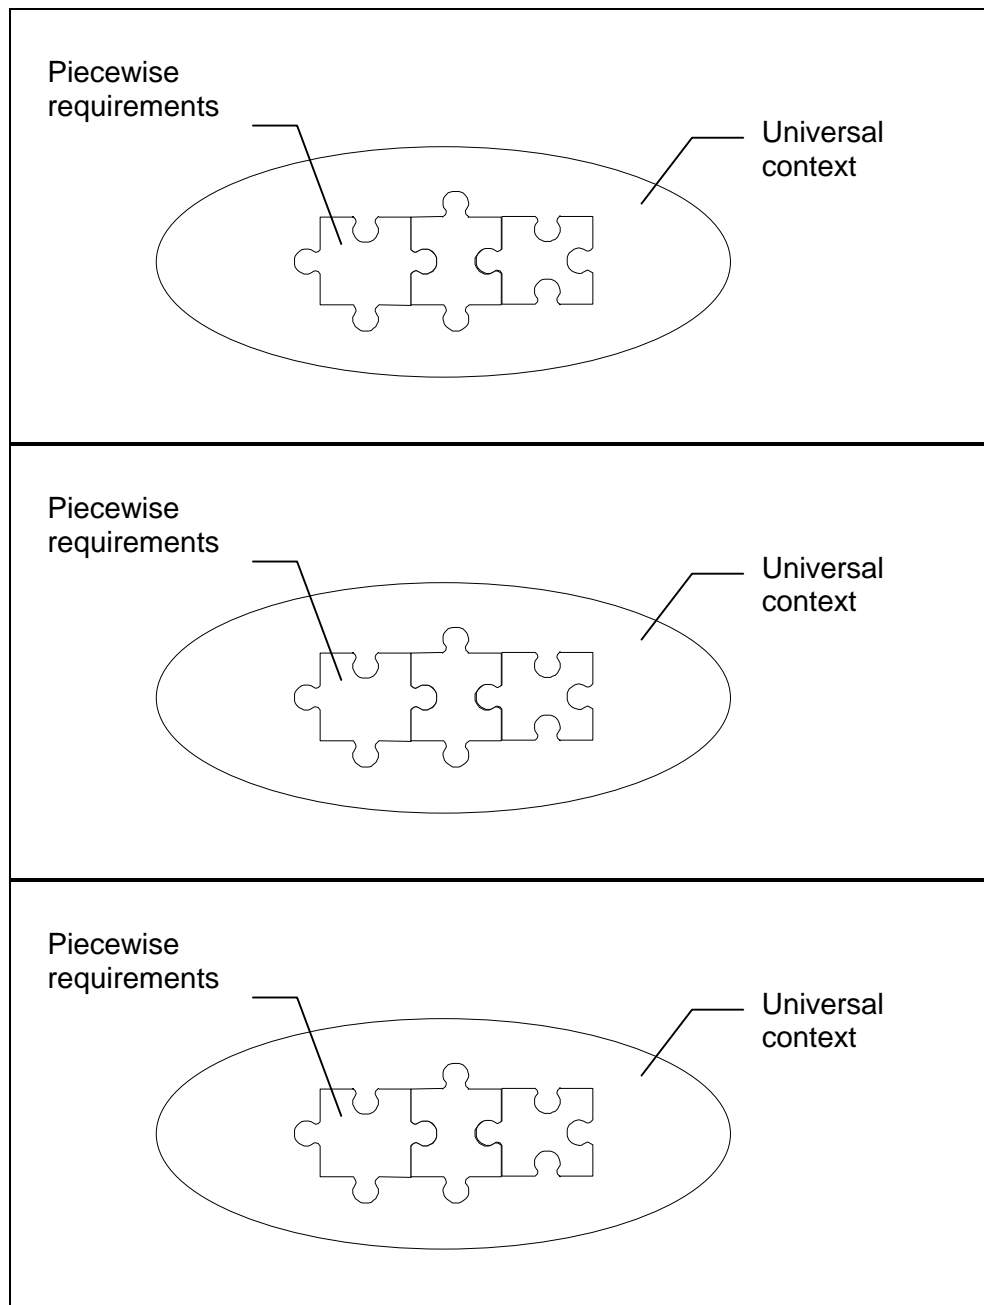 Piecewise
requirements
Universal
context
Piecewise
requirements
Universal
context
Piecewise
requirements
Universal
context